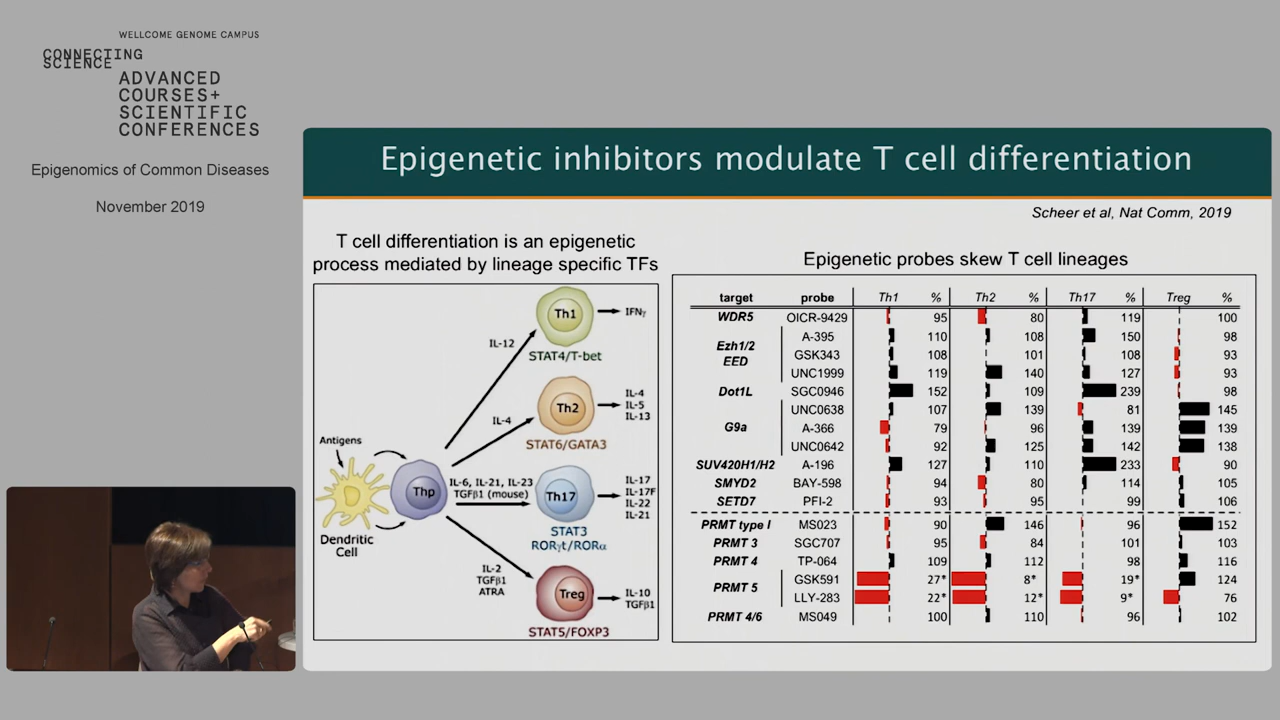 WELLCOME GENOME CAMPUS
CONNECTING
SCIENCE
ADVANCED
COURSES+
SCIENTIFIC
CONFERENCES
Epigenomics of Common Diseases
November 2019
Epigenetic inhibitors modulate T cell differentiation
Scheer et al, Nat Comm, 2019
T cell differentiation is an epigenetic
process mediated by lineage specific TFs
Antigens
Dendritic
Cell
Thp
IL-12
Th1
STAT4/T-bet
IFNγ
IL-4
Th2
STAT6/GATA3
IL-4
IL-5
IL-13
IL-6, IL-21, IL-23
TGFβ1 (mouse)
Th17
STAT3
RORγt/RORα
IL-17
IL-17F
IL-22
IL-21
IL-2
TGFβ1
ATRA
Treg
STAT5/FOXP3
IL-10
TGFβ1
Epigenetic probes skew T cell lineages
target probe Th1 % Th2 % Th17 % Treg %
WDR5 OICR-9429 95 80 119 100
Ezh1/2
EED
A-395 110 108 150 98
GSK343 108 101 108 93
UNC1999 119 140 127 93
Dot1L SGC0946 152 109 239 98
G9a
UNC0638 107 139 81 145
A-366 79 96 139 139
UNC0642 92 125 142 138
SUV420H1/H2 A-196 127 110 233 90
SMYD2 BAY-598 94 80 114 105
SETD7 PFI-2 93 95 99 106
PRMT type I MS023 90 146 96 152
PRMT 3 SGC707 95 84 101 103
PRMT 4 TP-064 109 112 98 116
PRMT 5
GSK591 27* 8* 19* 124
LLY-283 22* 12* 9* 76
PRMT 4/6 MS049 100 110 96 102